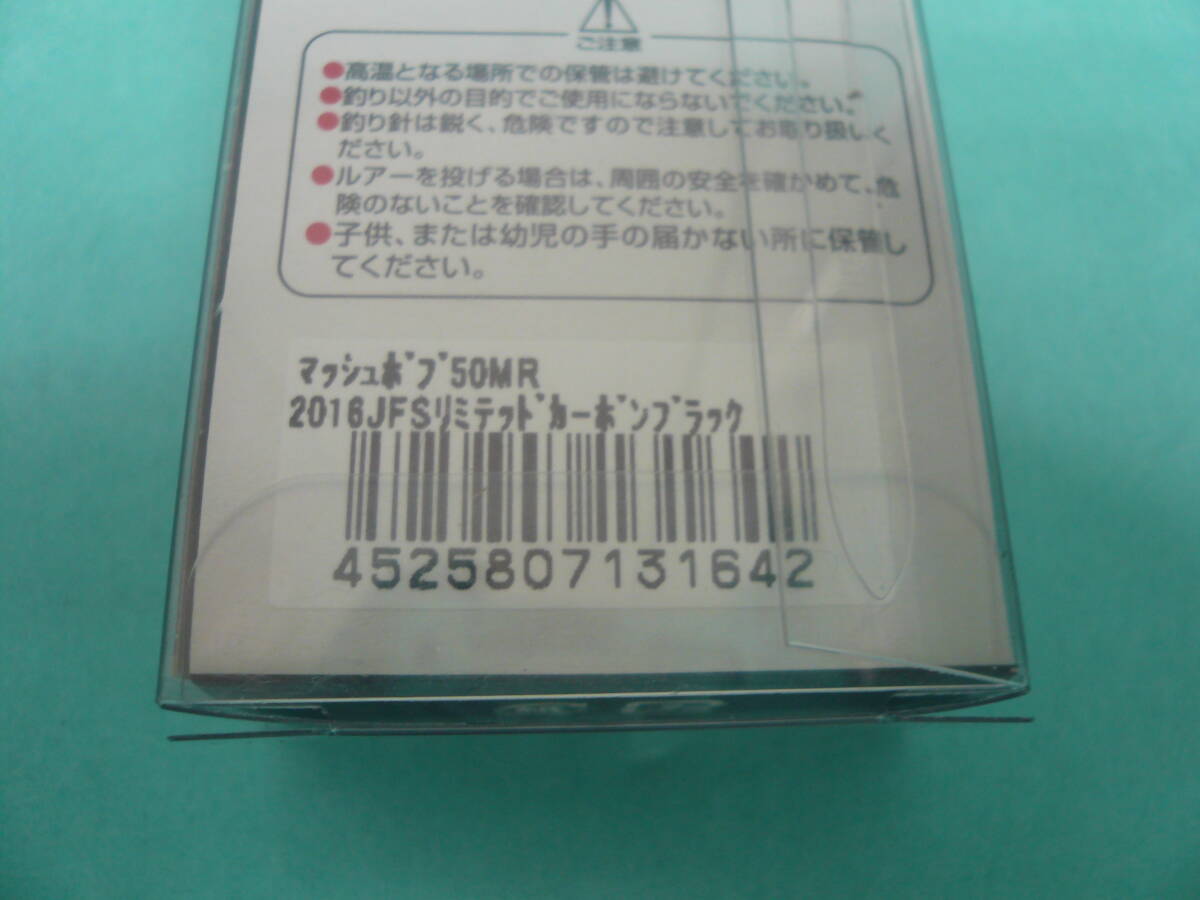 ご注意
●高温となる場所での保管は避けてください。
●釣り以外の目的でご使用にならないでください。
●釣り針は鋭く、危険ですので注意してお取り扱いく
ださい。
●ルアーを投げる場合は、周囲の安全を確かめて、危
険のないことを確認してください。
●子供、または幼児の手の届かない所に保管し
てください。
マッシュボブ50MR
2016JFSリミテッドカーボンブラック
4525807131642